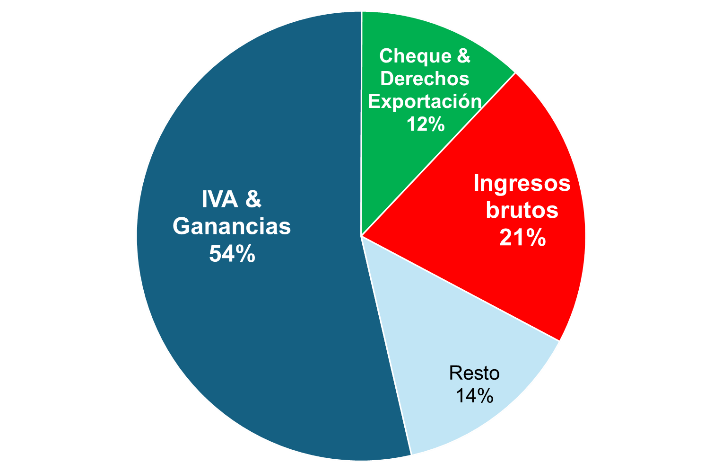 Cheque &
Derechos
Exportación
12%
Ingresos
brutos
21%
IVA &
Ganancias
54%
Resto
14%